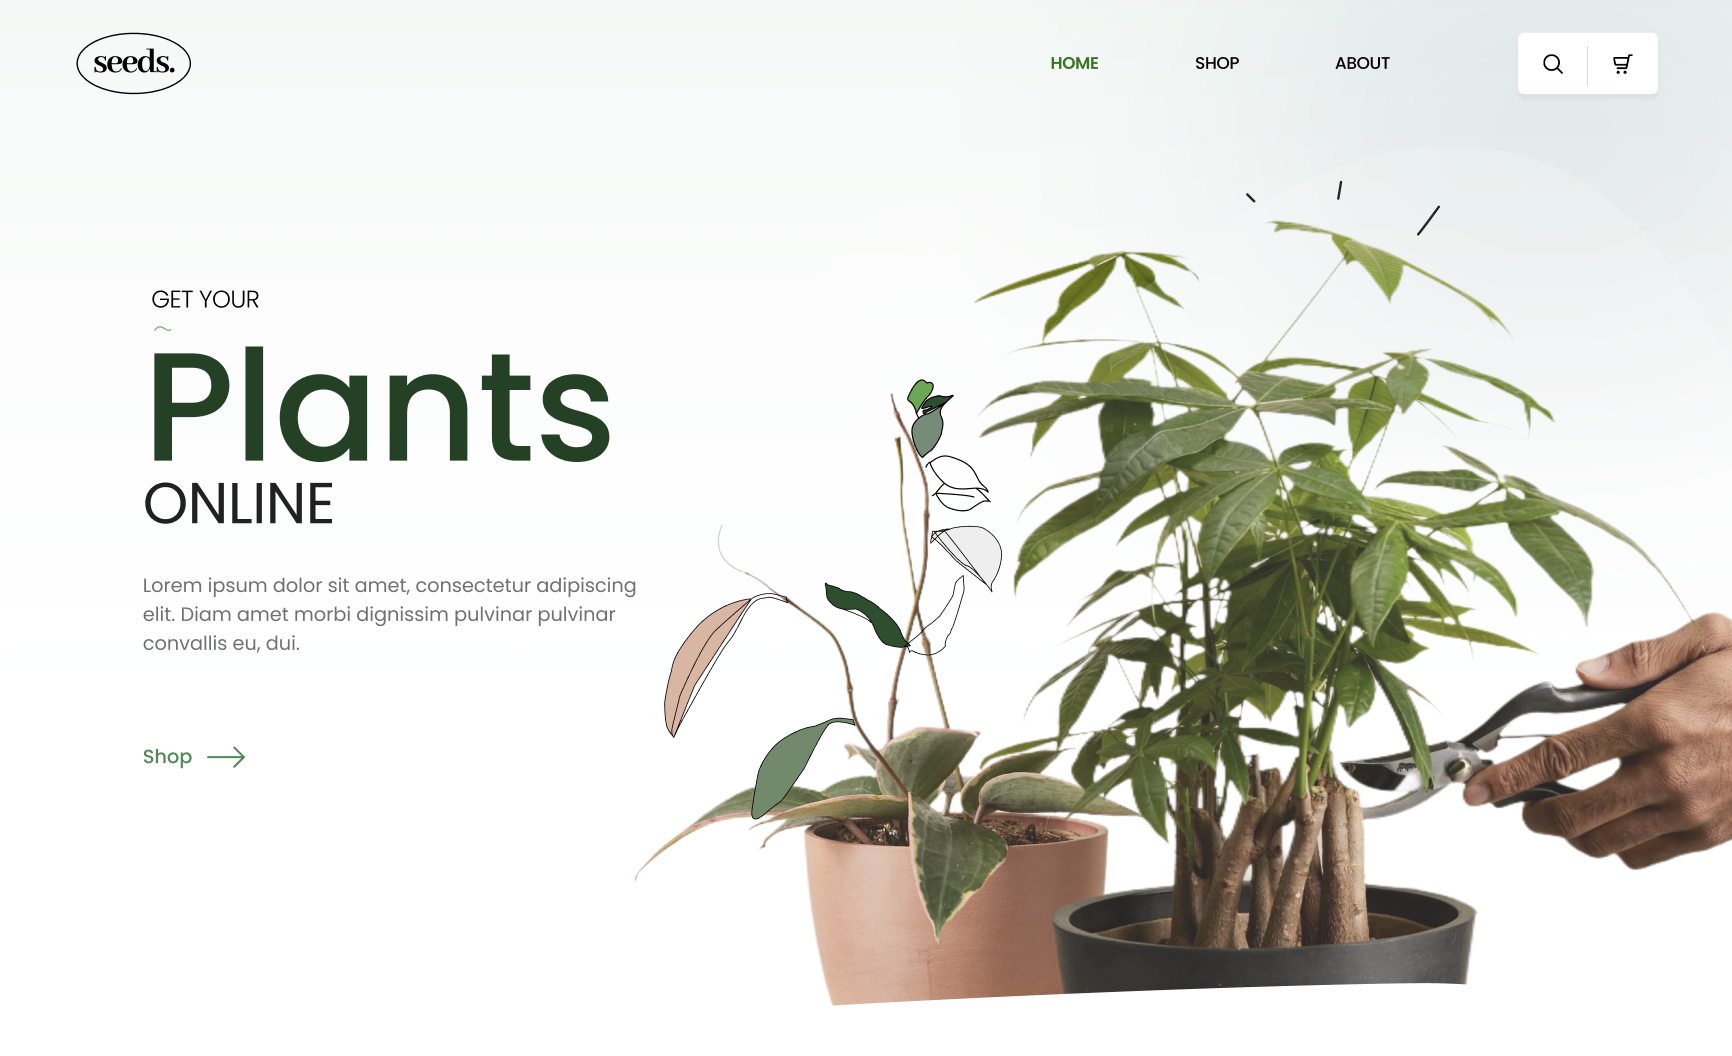 seeds.
HOME
SHOP
ABOUT
GET YOUR
Plants
ONLINE
Lorem ipsum dolor sit amet, consectetur adipiscing
elit. Diam amet morbi dignissim pulvinar pulvinar
convallis eu, dui.
Shop